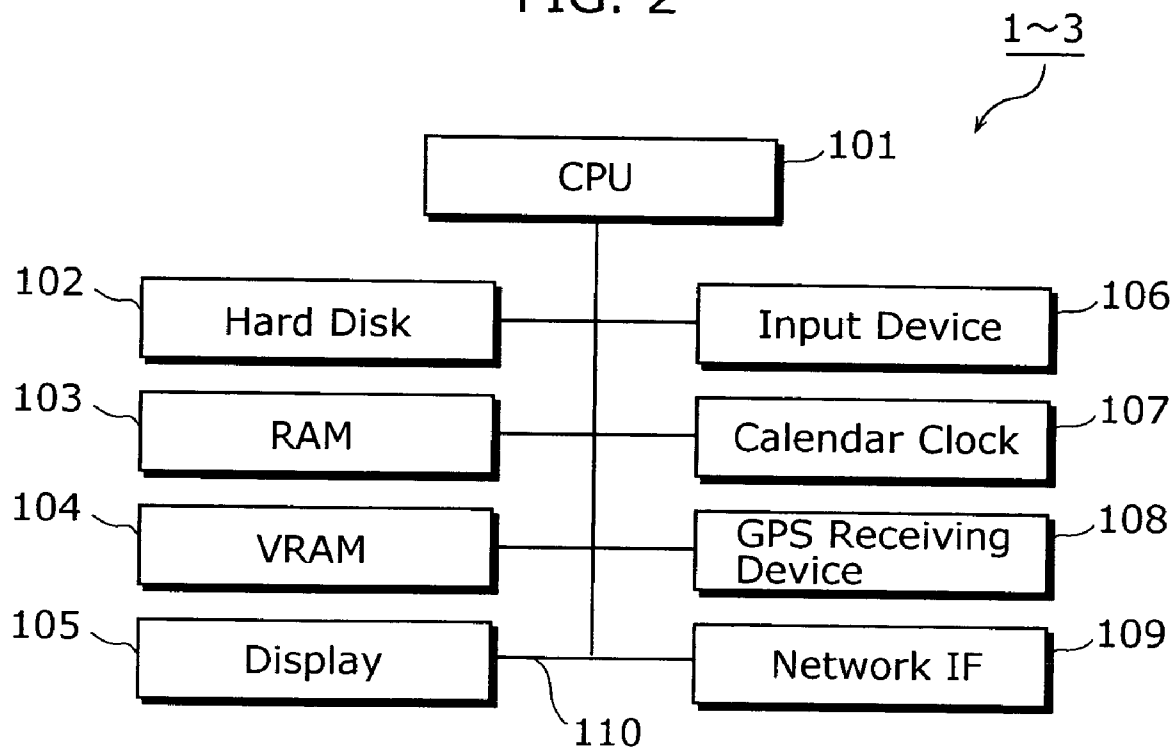 FIG. 2
1～3
CPU
101
102
Hard Disk
Input Device
106
103
RAM
Calendar Clock
107
104
VRAM
GPS Receiving
Device
108
105
Display
Network IF
109
110